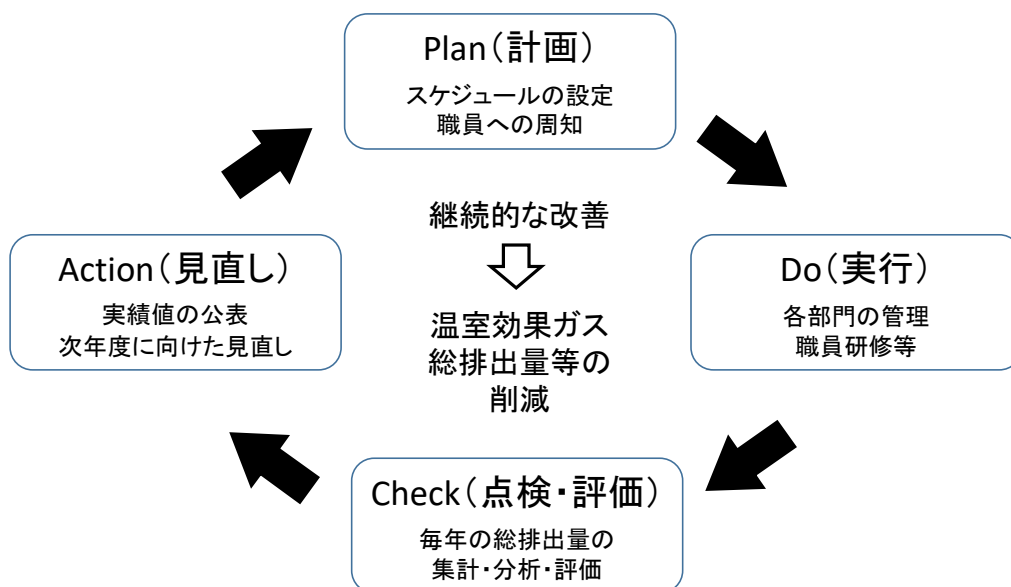 Plan（計画）
スケジュールの設定
職員への周知
継続的な改善
温室効果ガス
総排出量等の
削減
Action（見直し）
実績値の公表
次年度に向けた見直し
Do（実行）
各部門の管理
職員研修等
Check（点検・評価）
毎年の総排出量の
集計・分析・評価